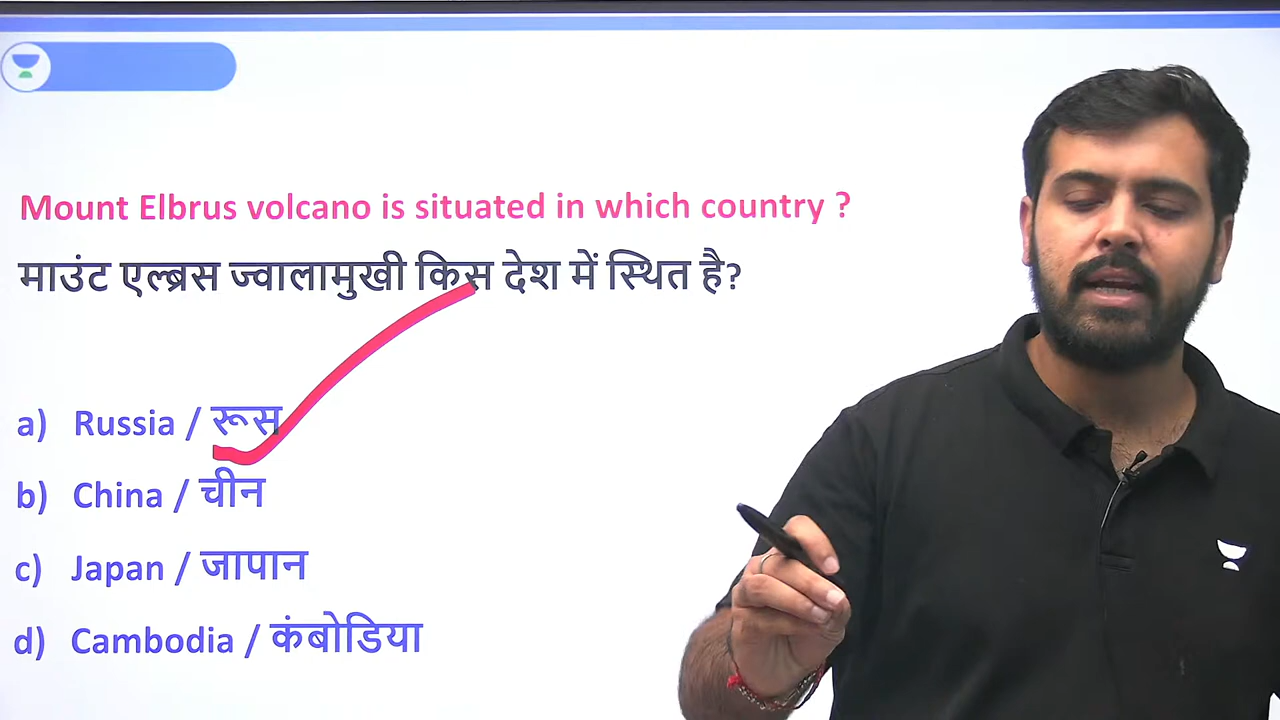 Mount Elbrus volcano is situated in which country ?
माउंट एल्ब्रस ज्वालामुखी किस देश में स्थित है?
a) Russia / रूस
b) China / चीन
c) Japan / जापान
d) Cambodia / कंबोडिया